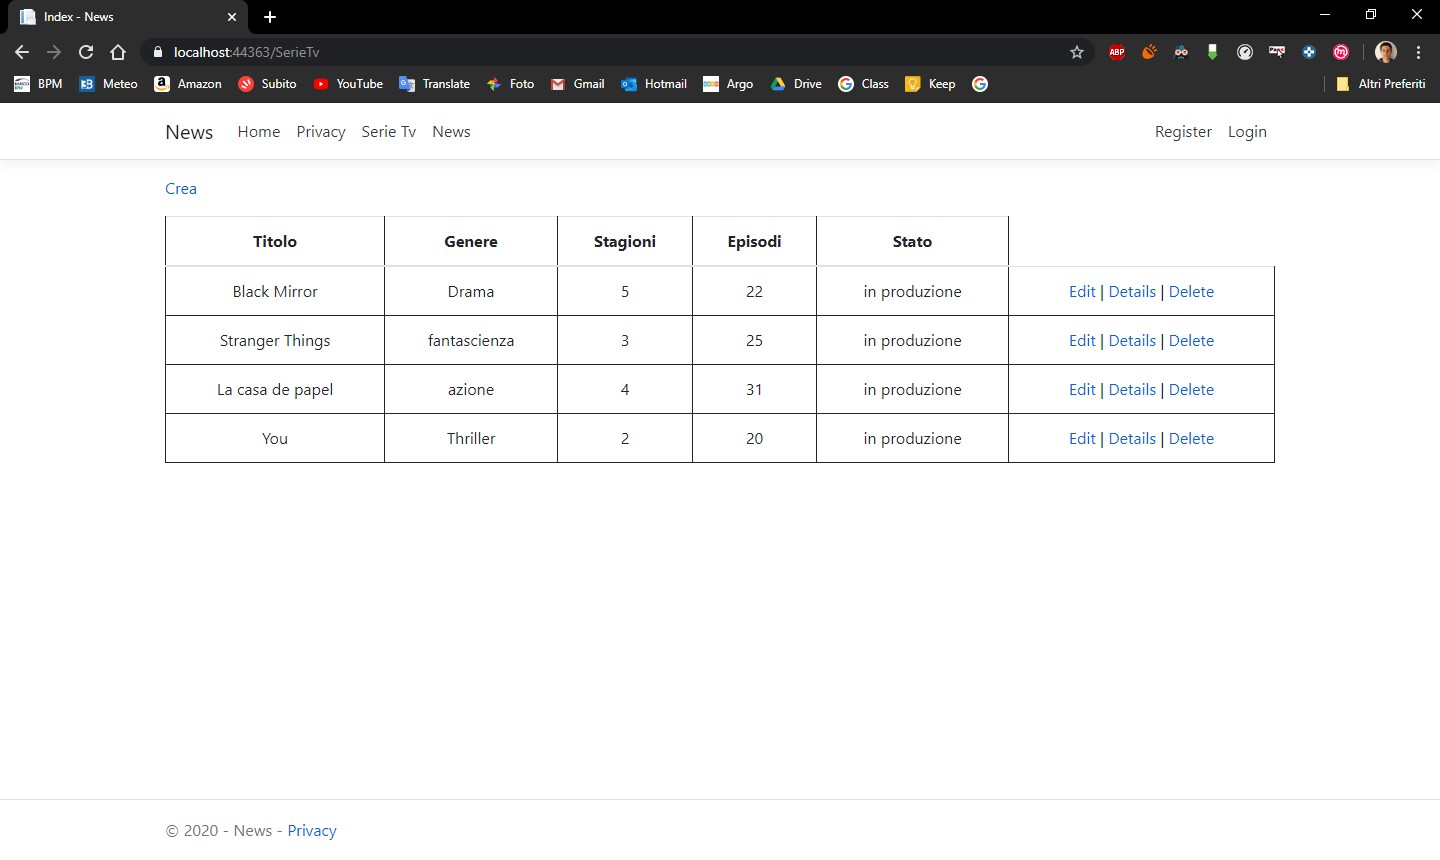 Index - News
localhost:44363/SerieTv
ABP
BPM Meteo Amazon Subito YouTube Translate Foto Gmail Hotmail Argo Drive Class Keep Altri Preferiti
News Home Privacy Serie Tv News Register Login
Crea
Titolo Genere Stagioni Episodi Stato
Black Mirror Drama 5 22 in produzione Edit | Details | Delete
Stranger Things fantascienza 3 25 in produzione Edit | Details | Delete
La casa de papel azione 4 31 in produzione Edit | Details | Delete
You Thriller 2 20 in produzione Edit | Details | Delete
© 2020 - News - Privacy